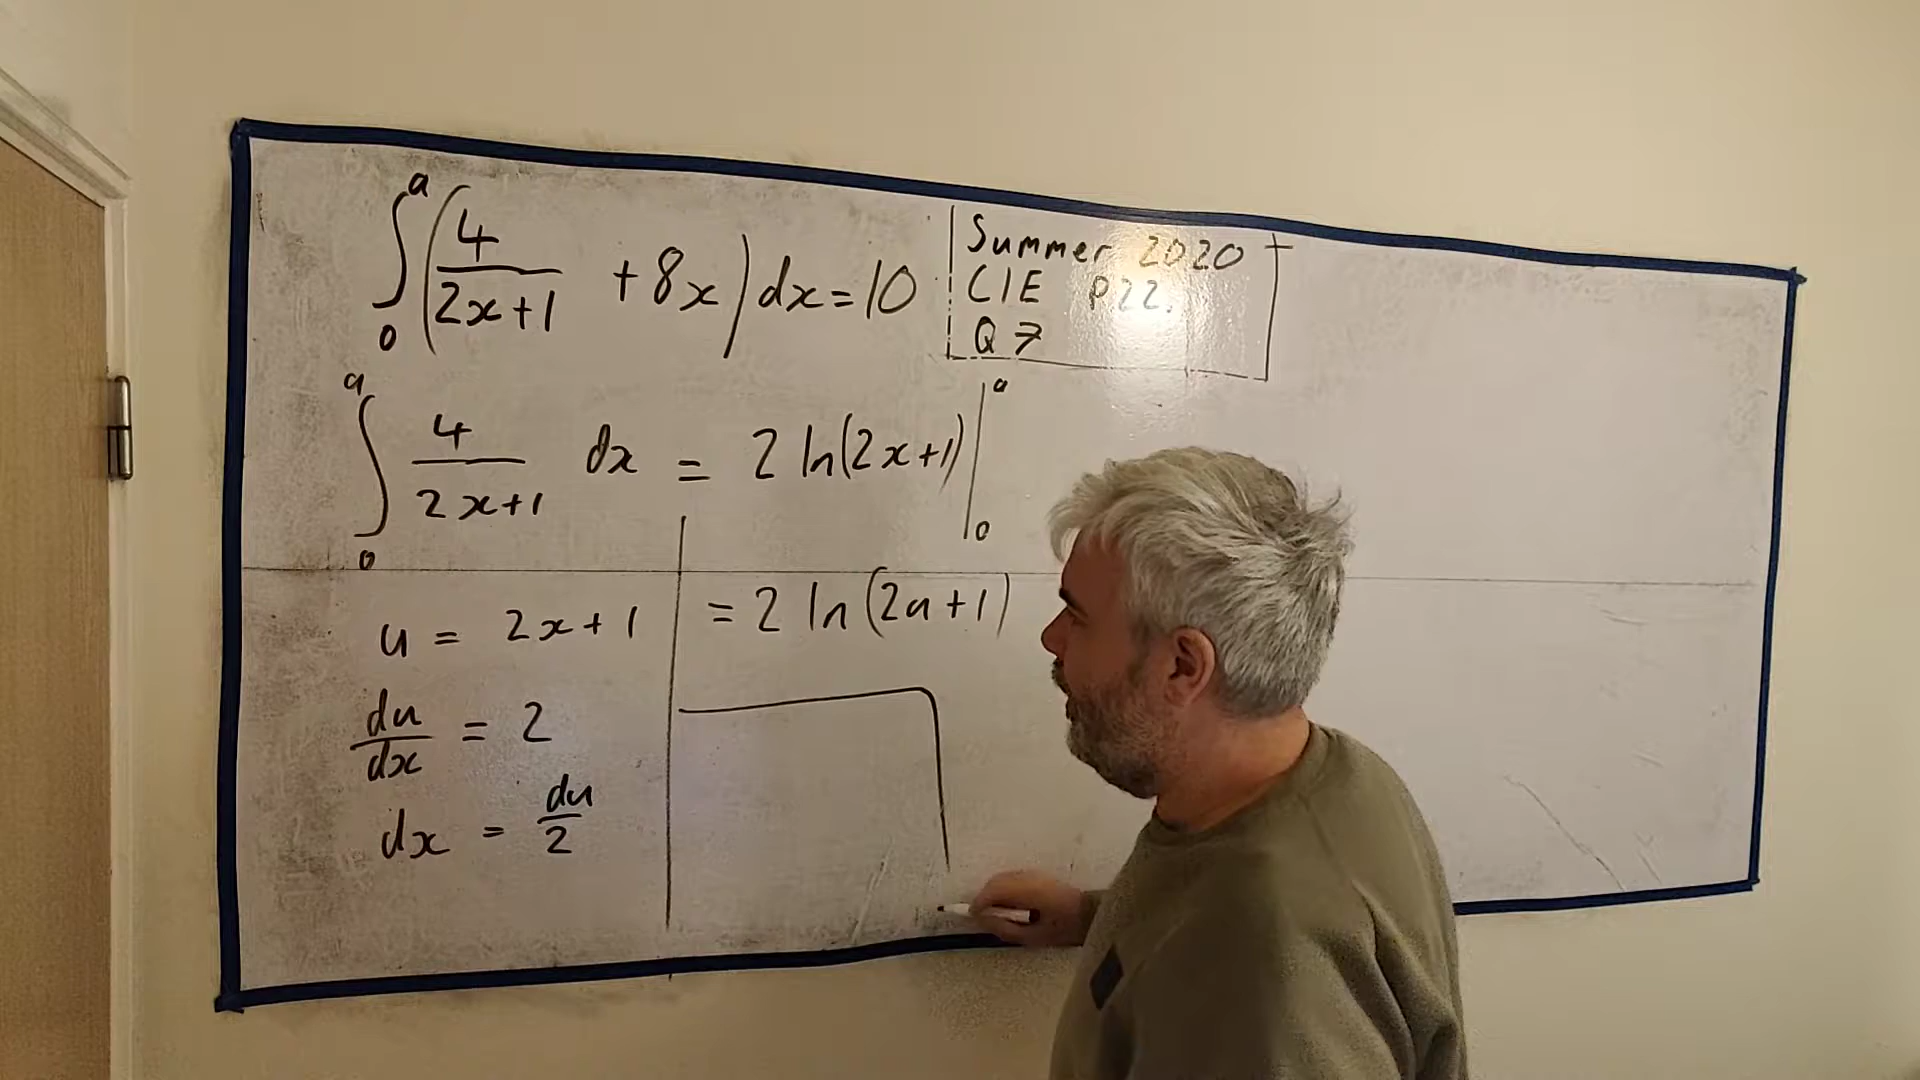 ∫₀ᵃ (4/(2x+1) + 8x) dx = 10
Summer 2020
CIE P22.
Q7
∫₀ᵃ 4/(2x+1) dx = 2 ln(2x+1) |₀ᵃ
= 2 ln(2a+1)
u = 2x+1
du/dx = 2
dx = du/2